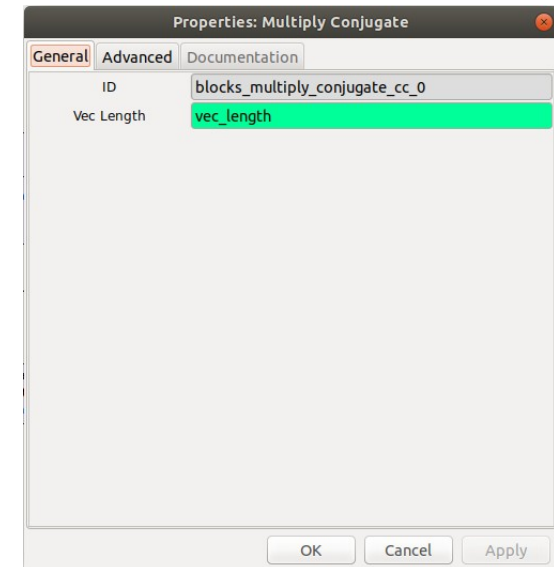 Properties: Multiply Conjugate
General Advanced Documentation
ID blocks_multiply_conjugate_cc_0
Vec Length vec_length
OK Cancel Apply